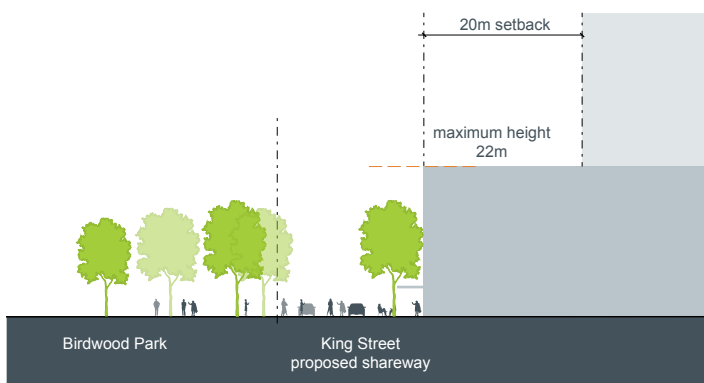 20m setback
maximum height
22m
Birdwood Park
King Street
proposed shareway